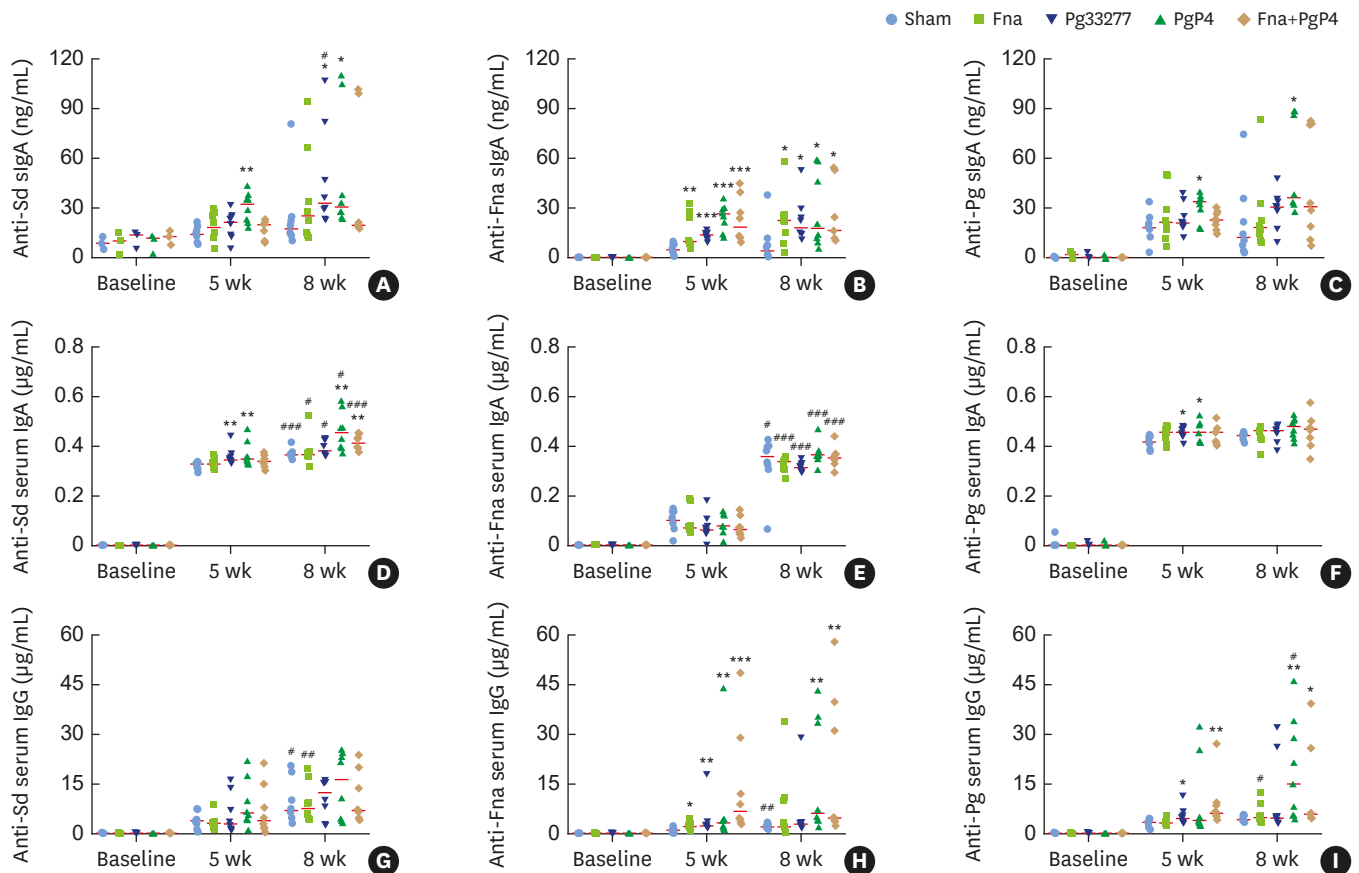 Sham Fna Pg33277 PgP4 Fna+PgP4
Anti-Sd sIgA (ng/mL)
120
90
60
30
0
** # * *
Baseline 5 wk 8 wk
A
Anti-Fna sIgA (ng/mL)
120
90
60
30
0
** *** *** *** * * * *
Baseline 5 wk 8 wk
B
Anti-Pg sIgA (ng/mL)
120
90
60
30
0
* *
Baseline 5 wk 8 wk
C
Anti-Sd serum IgA (µg/mL)
0.8
0.6
0.4
0.2
0
** ** ### # # # ** ### **
Baseline 5 wk 8 wk
D
Anti-Fna serum IgA (µg/mL)
0.8
0.6
0.4
0.2
0
# ### ### ### ###
Baseline 5 wk 8 wk
E
Anti-Pg serum IgA (µg/mL)
0.8
0.6
0.4
0.2
0
* *
Baseline 5 wk 8 wk
F
Anti-Sd serum IgG (µg/mL)
60
45
30
15
0
# ##
Baseline 5 wk 8 wk
G
Anti-Fna serum IgG (µg/mL)
60
45
30
15
0
* ** ** *** ## ** **
Baseline 5 wk 8 wk
H
Anti-Pg serum IgG (µg/mL)
60
45
30
15
0
* ** # # ** *
Baseline 5 wk 8 wk
I